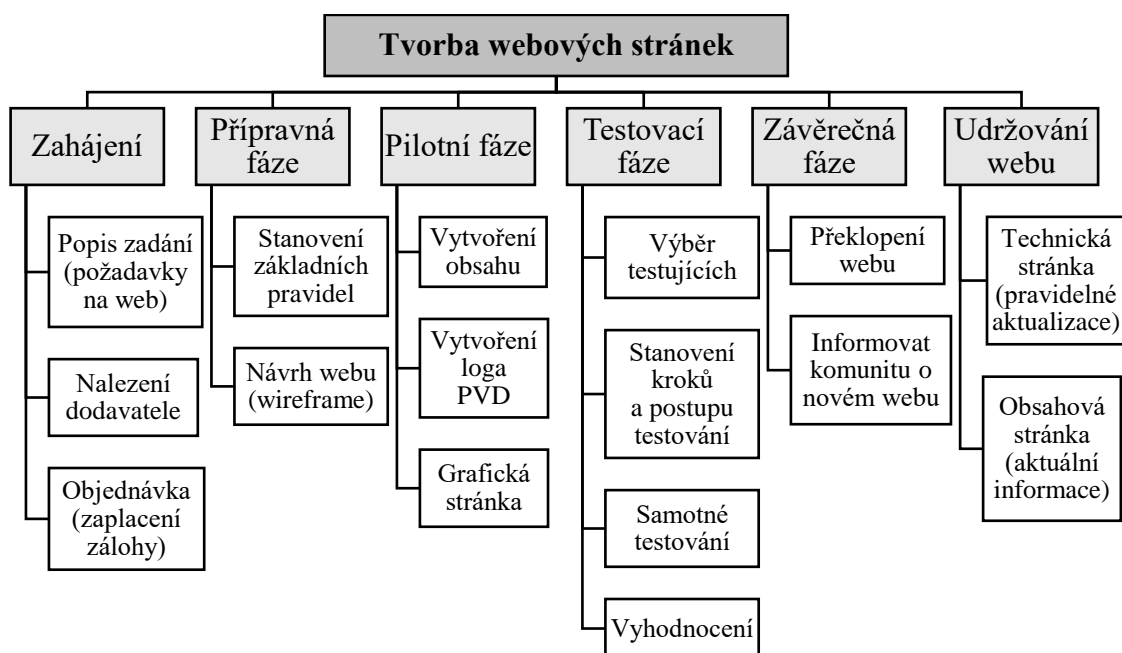 Tvorba webových stránek
Zahájení
Popis zadání
(požadavky
na web)
Nalezení
dodavatele
Objednávka
(zaplacení
zálohy)
Přípravná
fáze
Stanovení
základních
pravidel
Návrh webu
(wireframe)
Pilotní fáze
Vytvoření
obsahu
Vytvoření
loga
PVD
Grafická
stránka
Testovací
fáze
Výběr
testujících
Stanovení
kroků
a postupu
testování
Samotné
testování
Vyhodnocení
Závěrečná
fáze
Překlopení
webu
Informovat
komunitu o
novém webu
Udržování
webu
Technická
stránka
(pravidelné
aktualizace)
Obsahová
stránka
(aktuální
informace)